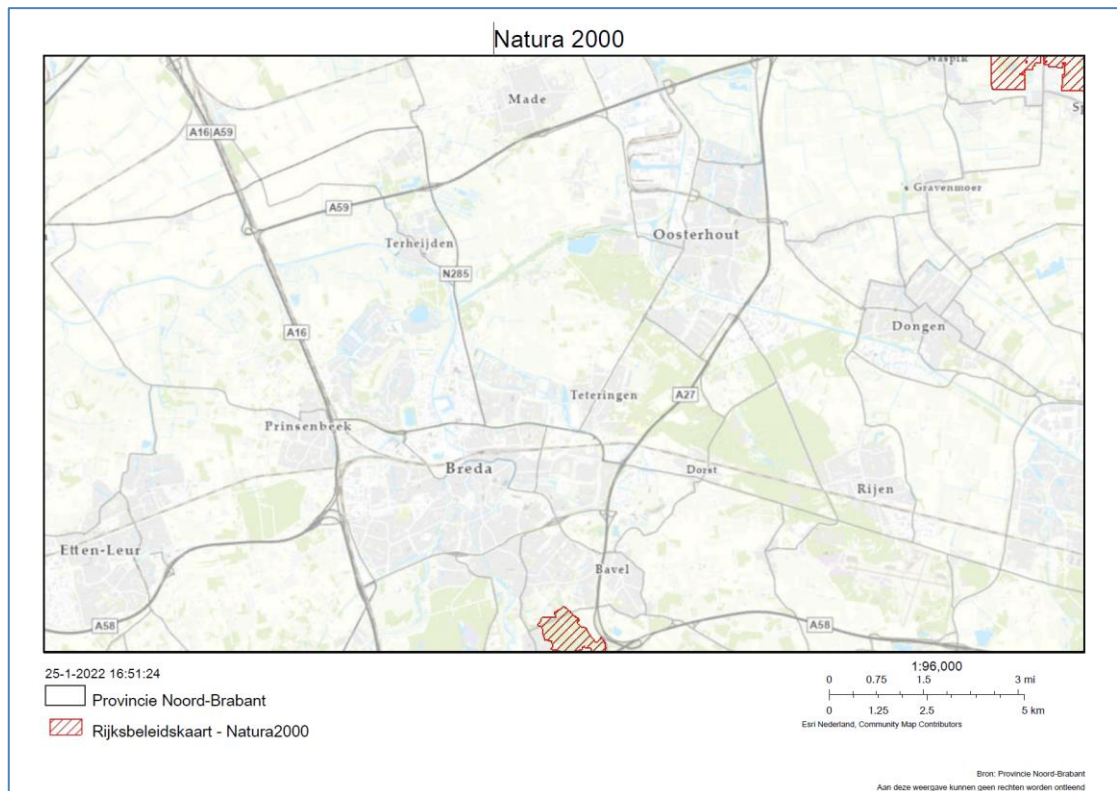 Natura 2000
Waspik
Made
Sp
A16|A59
's Gravenmoer
A59
Oosterhout
Terheijden
N285
A16
Dongen
Teteringen
A27
Prinsenbeek
Breda
Dorst
Rijen
Etten-Leur
Bavel
A58
A58
25-1-2022 16:51:24
Provincie Noord-Brabant
Rijksbeleidskaart - Natura2000
1:96,000
0 0.75 1.5 3 mi
0 1.25 2.5 5 km
Esri Nederland, Community Map Contributors
Bron: Provincie Noord-Brabant
Aan deze weergave kunnen geen rechten worden ontleend